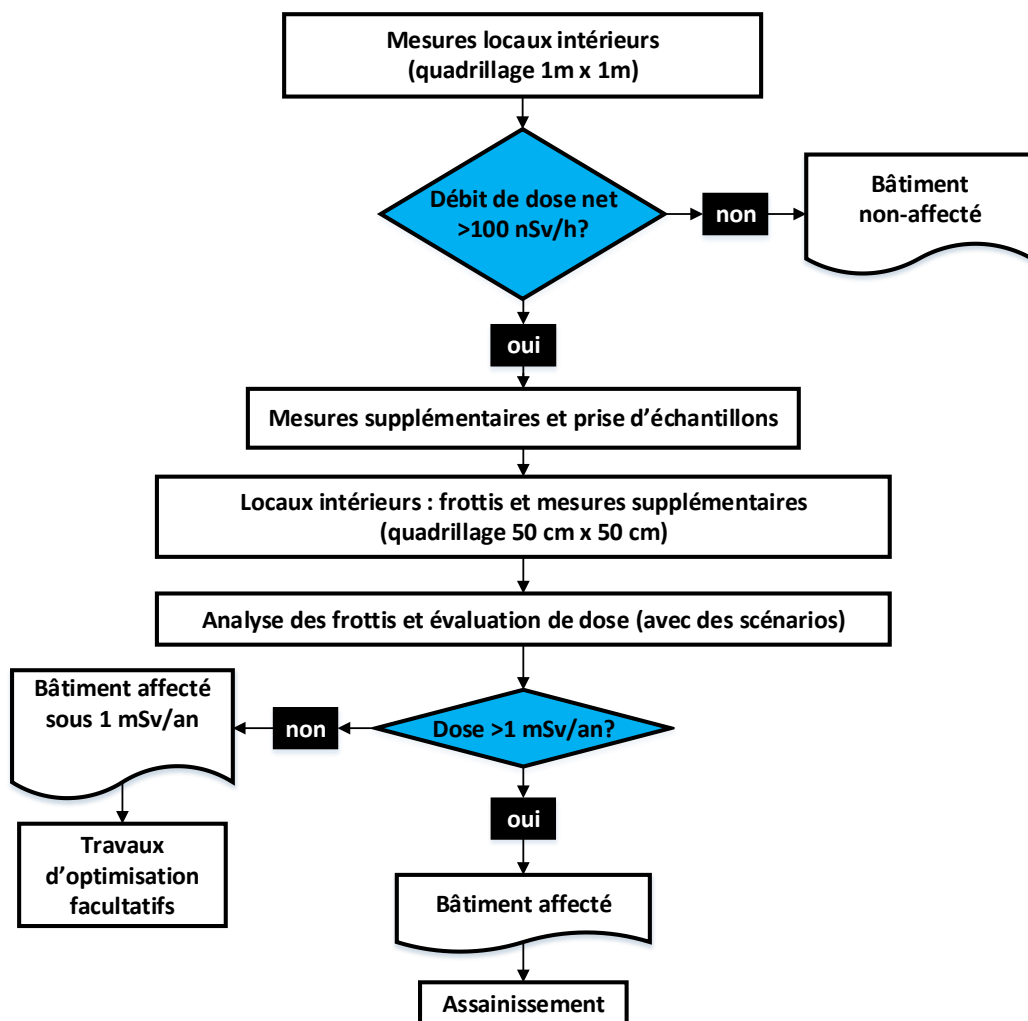 Mesures locaux intérieurs
(quadrillage 1m x 1m)
Débit de dose net
>100 nSv/h?
non
Bâtiment
non-affecté
oui
Mesures supplémentaires et prise d’échantillons
Locaux intérieurs : frottis et mesures supplémentaires
(quadrillage 50 cm x 50 cm)
Analyse des frottis et évaluation de dose (avec des scénarios)
Dose >1 mSv/an?
non
Bâtiment affecté
sous 1 mSv/an
Travaux
d’optimisation
facultatifs
oui
Bâtiment affecté
Assainissement